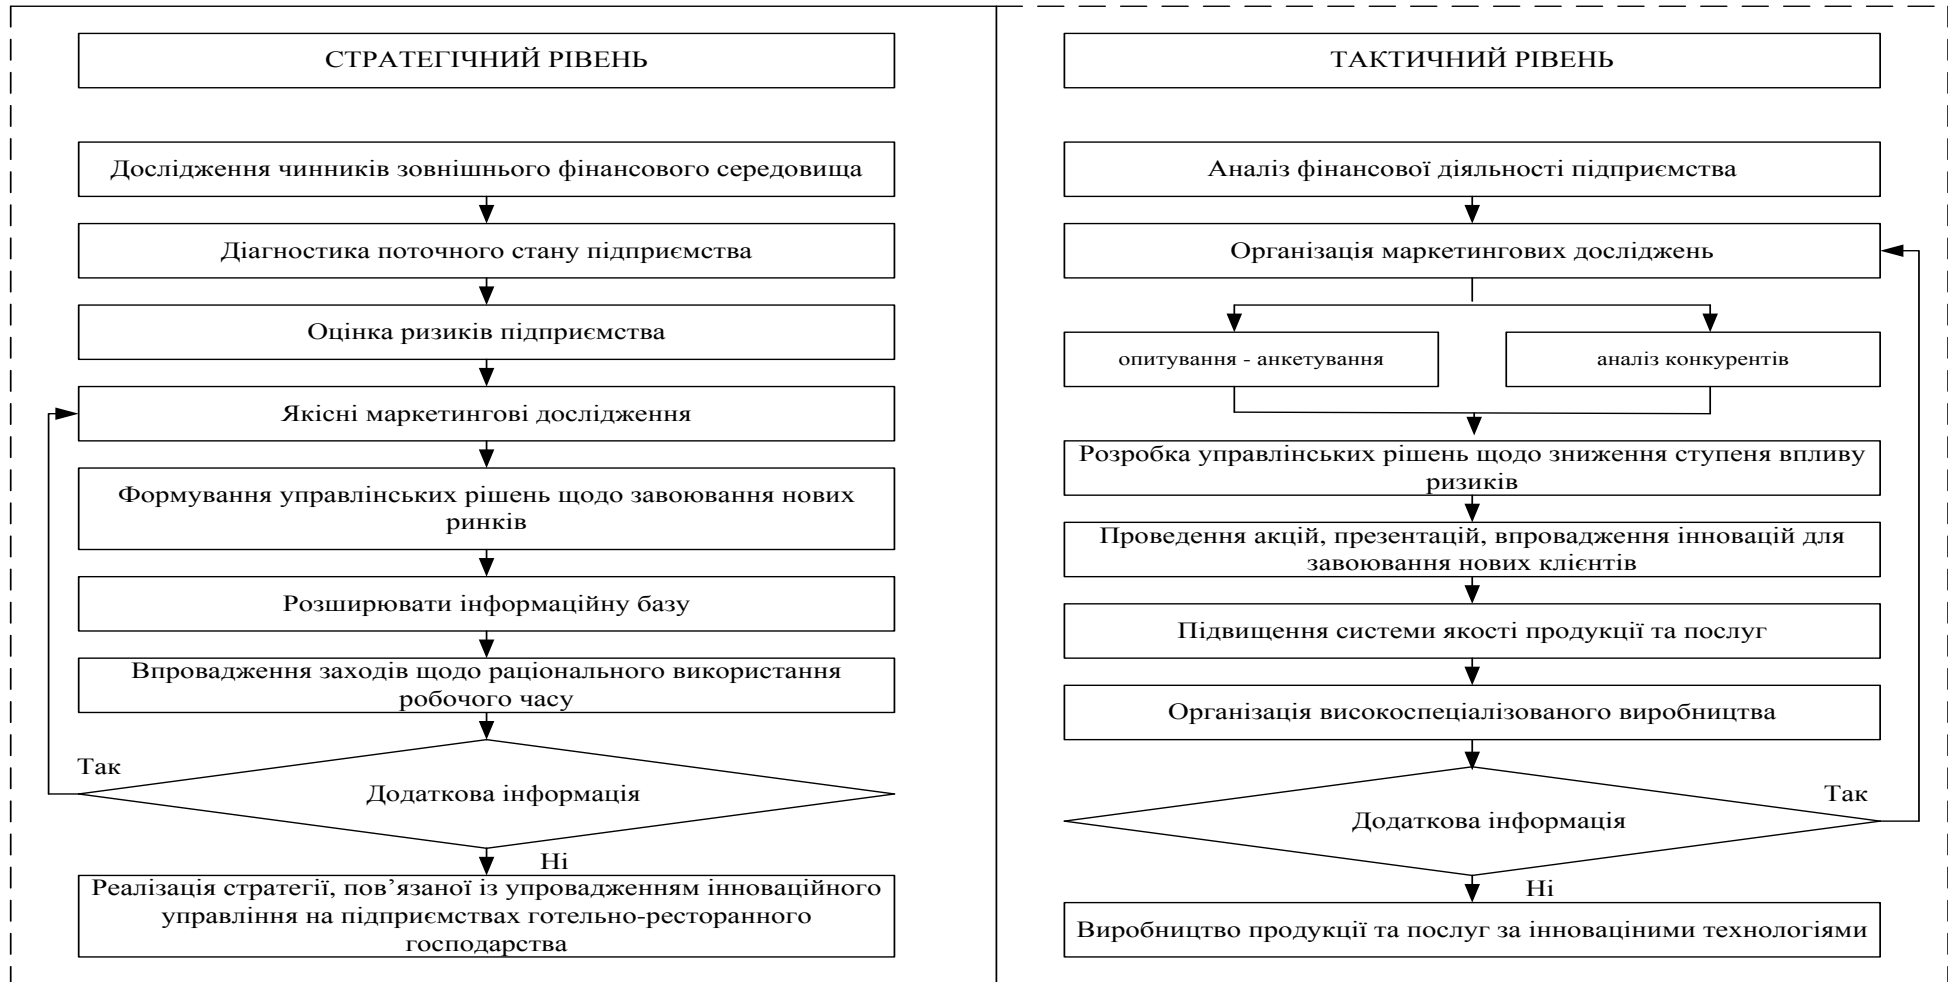 СТРАТЕГІЧНИЙ РІВЕНЬ
Дослідження чинників зовнішнього фінансового середовища
Діагностика поточного стану підприємства
Оцінка ризиків підприємства
Якісні маркетингові дослідження
Формування управлінських рішень щодо завоювання нових
ринків
Розширювати інформаційну базу
Впровадження заходів щодо раціонального використання
робочого часу
Так
Додаткова інформація
Ні
Реалізація стратегії, пов’язаної із упровадженням інноваційного
управління на підприємствах готельно-ресторанного
господарства
ТАКТИЧНИЙ РІВЕНЬ
Аналіз фінансової діяльності підприємства
Організація маркетингових досліджень
опитування - анкетування
аналіз конкурентів
Розробка управлінських рішень щодо зниження ступеня впливу
ризиків
Проведення акцій, презентацій, впровадження інновацій для
завоювання нових клієнтів
Підвищення системи якості продукції та послуг
Організація високоспеціалізованого виробництва
Так
Додаткова інформація
Ні
Виробництво продукції та послуг за інноваціними технологіями